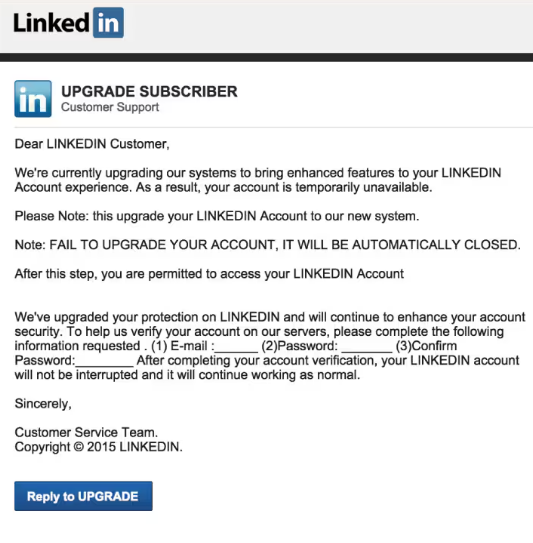 Linked in
in UPGRADE SUBSCRIBER
Customer Support
Dear LINKEDIN Customer,
We're currently upgrading our systems to bring enhanced features to your LINKEDIN
Account experience. As a result, your account is temporarily unavailable.
Please Note: this upgrade your LINKEDIN Account to our new system.
Note: FAIL TO UPGRADE YOUR ACCOUNT, IT WILL BE AUTOMATICALLY CLOSED.
After this step, you are permitted to access your LINKEDIN Account
We've upgraded your protection on LINKEDIN and will continue to enhance your account
security. To help us verify your account on our servers, please complete the following
information requested . (1) E-mail :______ (2)Password: _______ (3)Confirm
Password:________ After completing your account verification, your LINKEDIN account
will not be interrupted and it will continue working as normal.
Sincerely,
Customer Service Team.
Copyright © 2015 LINKEDIN.
Reply to UPGRADE